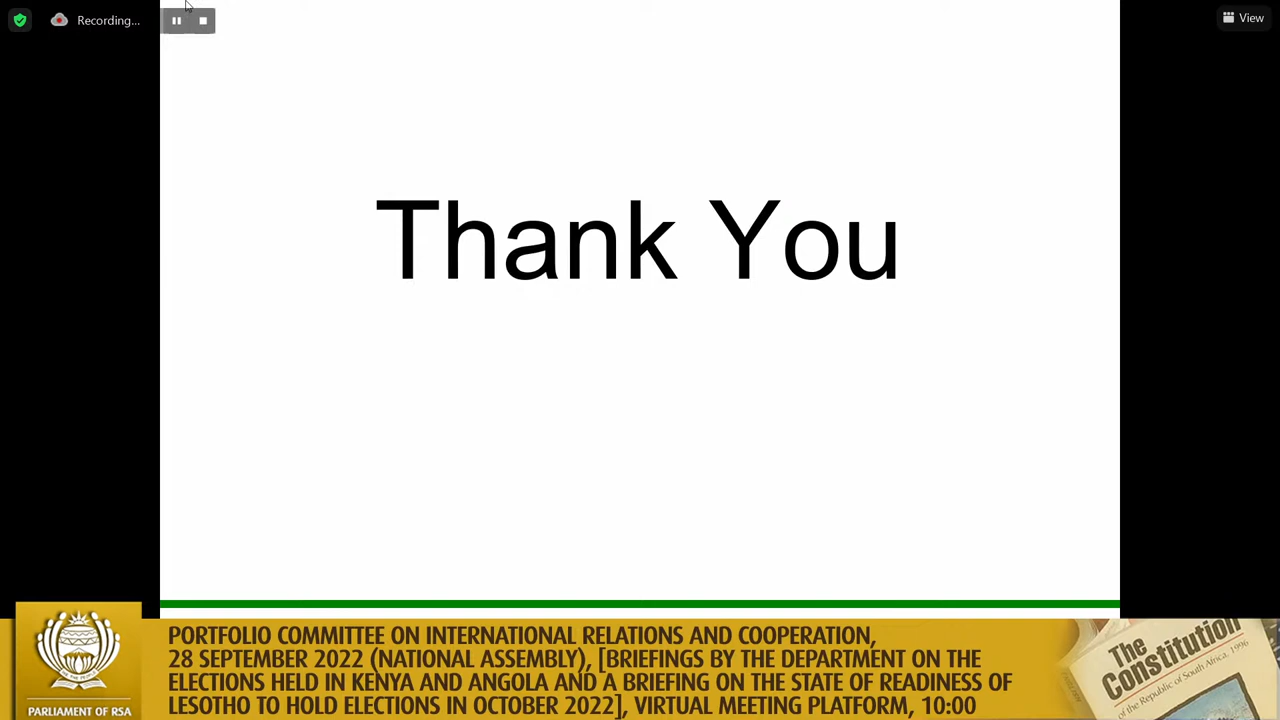 Recording...
View
Thank You
PORTFOLIO COMMITTEE ON INTERNATIONAL RELATIONS AND COOPERATION,
28 SEPTEMBER 2022 (NATIONAL ASSEMBLY), [BRIEFINGS BY THE DEPARTMENT ON THE
ELECTIONS HELD IN KENYA AND ANGOLA AND A BRIEFING ON THE STATE OF READINESS OF
LESOTHO TO HOLD ELECTIONS IN OCTOBER 2022], VIRTUAL MEETING PLATFORM, 10:00
PARLIAMENT OF RSA
The
Constitution
of the Republic of South Africa, 1996